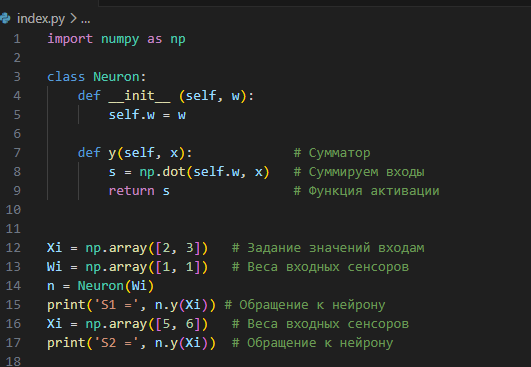 index.py > ...
1 import numpy as np
2
3 class Neuron:
4     def __init__ (self, w):
5         self.w = w
6
7     def y(self, x):            # Сумматор
8         s = np.dot(self.w, x)   # Суммируем входы
9         return s                # Функция активации
10
11
12 Xi = np.array([2, 3])   # Задание значений входам
13 Wi = np.array([1, 1])   # Веса входных сенсоров
14 n = Neuron(Wi)
15 print('S1 =', n.y(Xi)) # Обращение к нейрону
16 Xi = np.array([5, 6])   # Веса входных сенсоров
17 print('S2 =', n.y(Xi))  # Обращение к нейрону
18